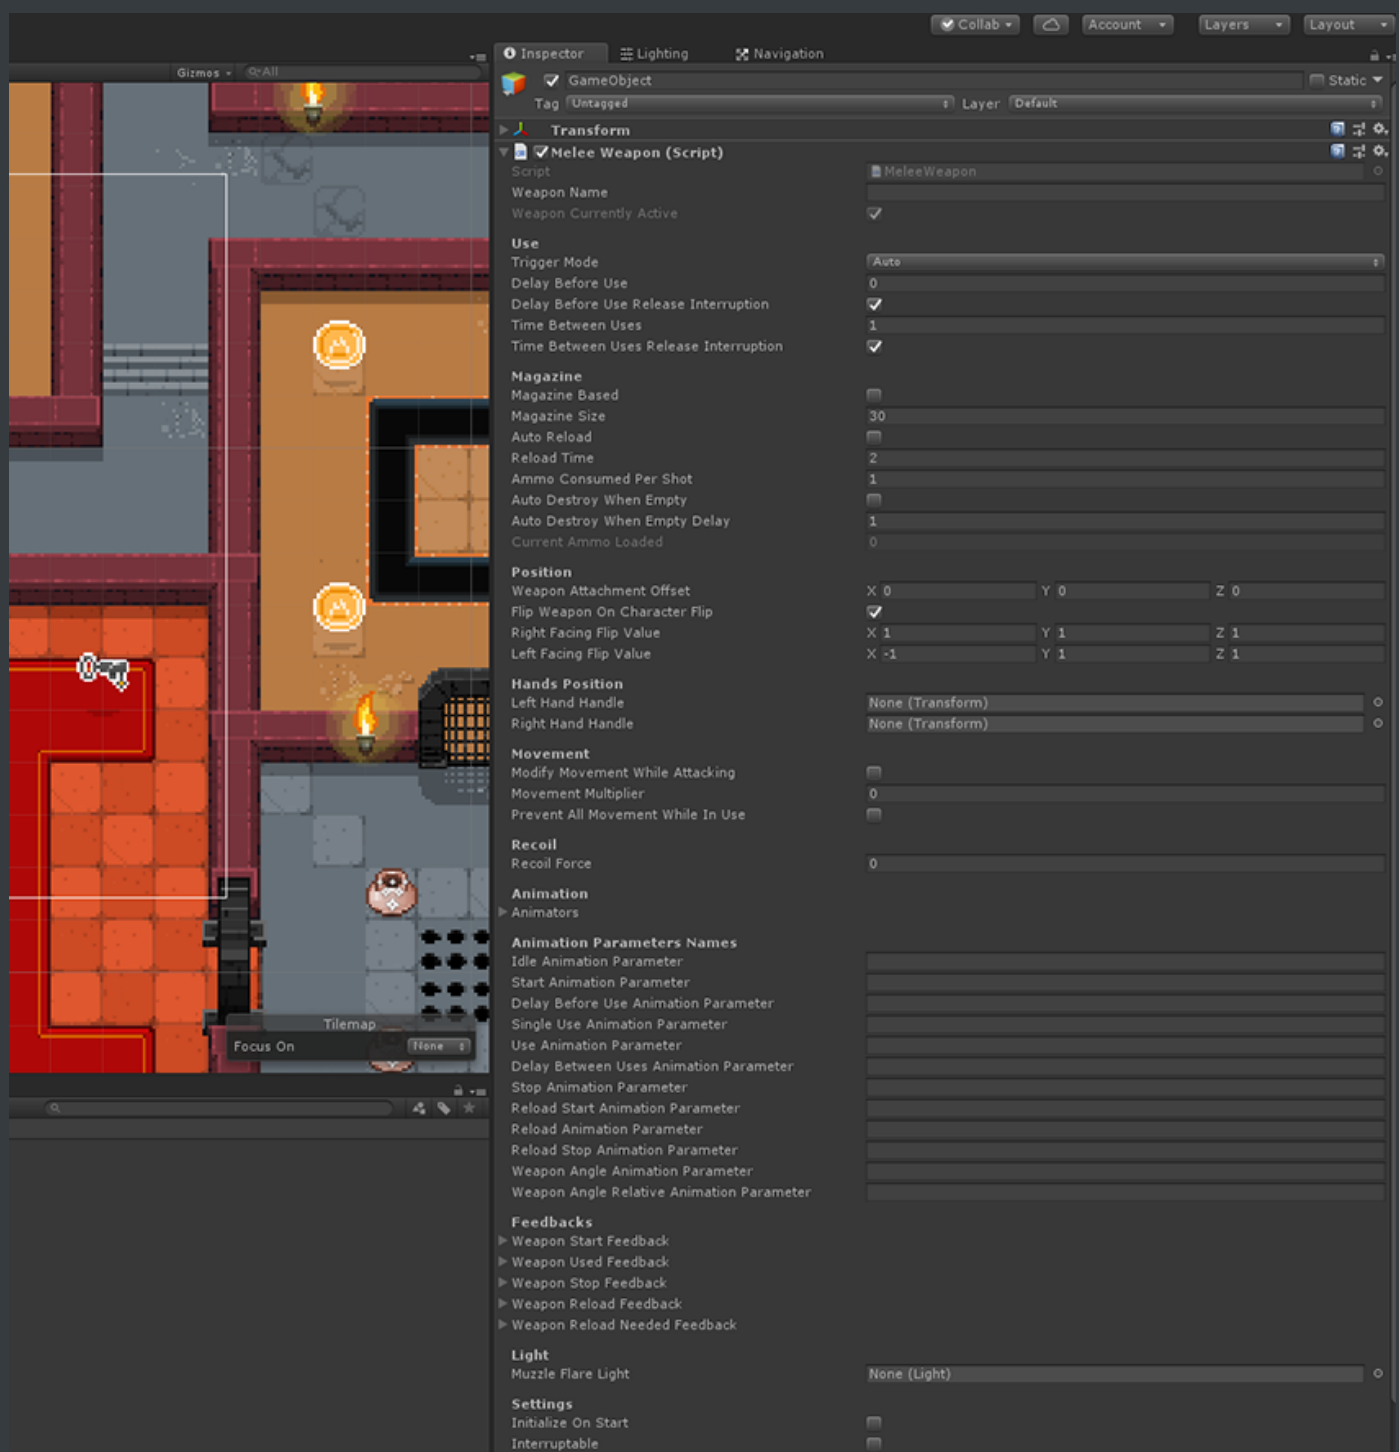 Collab
Account
Layers
Layout
Inspector
Lighting
Navigation
Gizmos
All
GameObject
Static
Tag Untagged Layer Default
Transform
Melee Weapon (Script)
Script MeleeWeapon
Weapon Name
Weapon Currently Active
Use
Trigger Mode Auto
Delay Before Use 0
Delay Before Use Release Interruption
Time Between Uses 1
Time Between Uses Release Interruption
Magazine
Magazine Based
Magazine Size 30
Auto Reload
Reload Time 2
Ammo Consumed Per Shot 1
Auto Destroy When Empty
Auto Destroy When Empty Delay 1
Current Ammo Loaded 0
Position
Weapon Attachment Offset X 0 Y 0 Z 0
Flip Weapon On Character Flip
Right Facing Flip Value X 1 Y 1 Z 1
Left Facing Flip Value X -1 Y 1 Z 1
Hands Position
Left Hand Handle None (Transform)
Right Hand Handle None (Transform)
Movement
Modify Movement While Attacking
Movement Multiplier 0
Prevent All Movement While In Use
Recoil
Recoil Force 0
Animation
Animators
Animation Parameters Names
Idle Animation Parameter
Start Animation Parameter
Delay Before Use Animation Parameter
Single Use Animation Parameter
Use Animation Parameter
Delay Between Uses Animation Parameter
Stop Animation Parameter
Reload Start Animation Parameter
Reload Animation Parameter
Reload Stop Animation Parameter
Weapon Angle Animation Parameter
Weapon Angle Relative Animation Parameter
Feedbacks
Weapon Start Feedback
Weapon Used Feedback
Weapon Stop Feedback
Weapon Reload Feedback
Weapon Reload Needed Feedback
Light
Muzzle Flare Light None (Light)
Settings
Initialize On Start
Interruptable
Tilemap
Focus On None